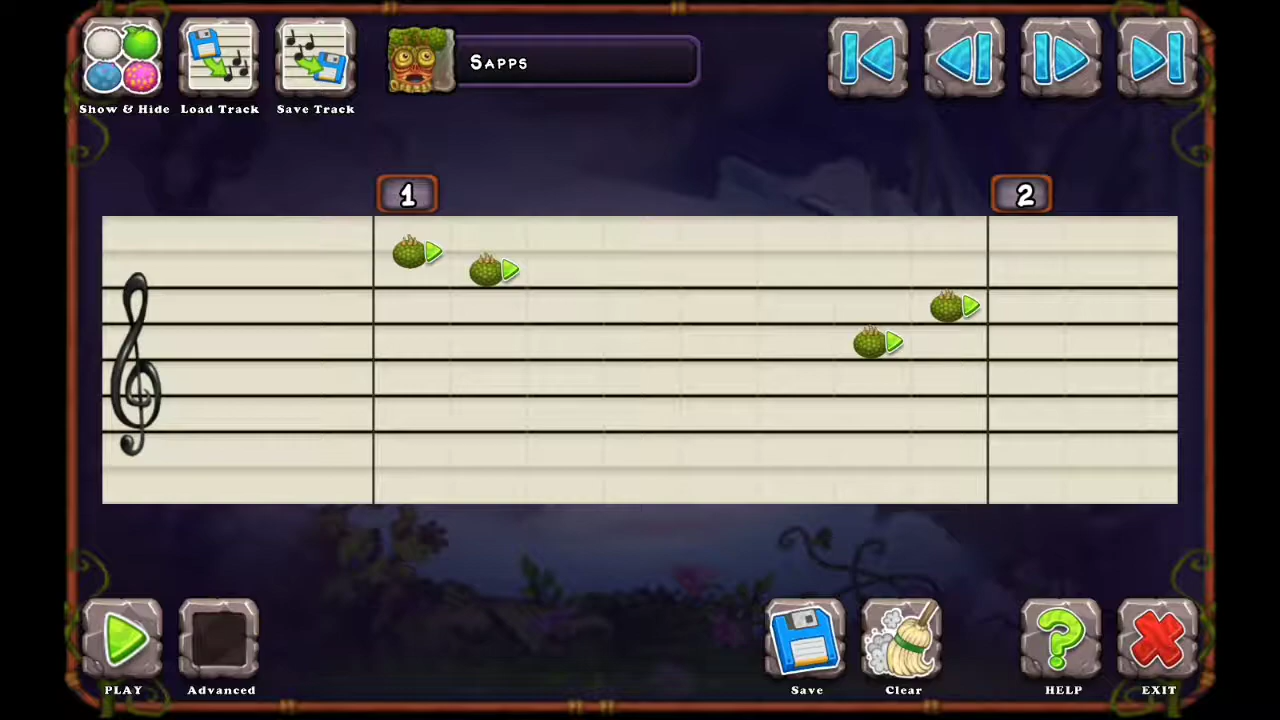 Show & Hide
Load Track
Save Track
Sapps
1
2
PLAY
Advanced
Save
Clear
HELP
EXIT